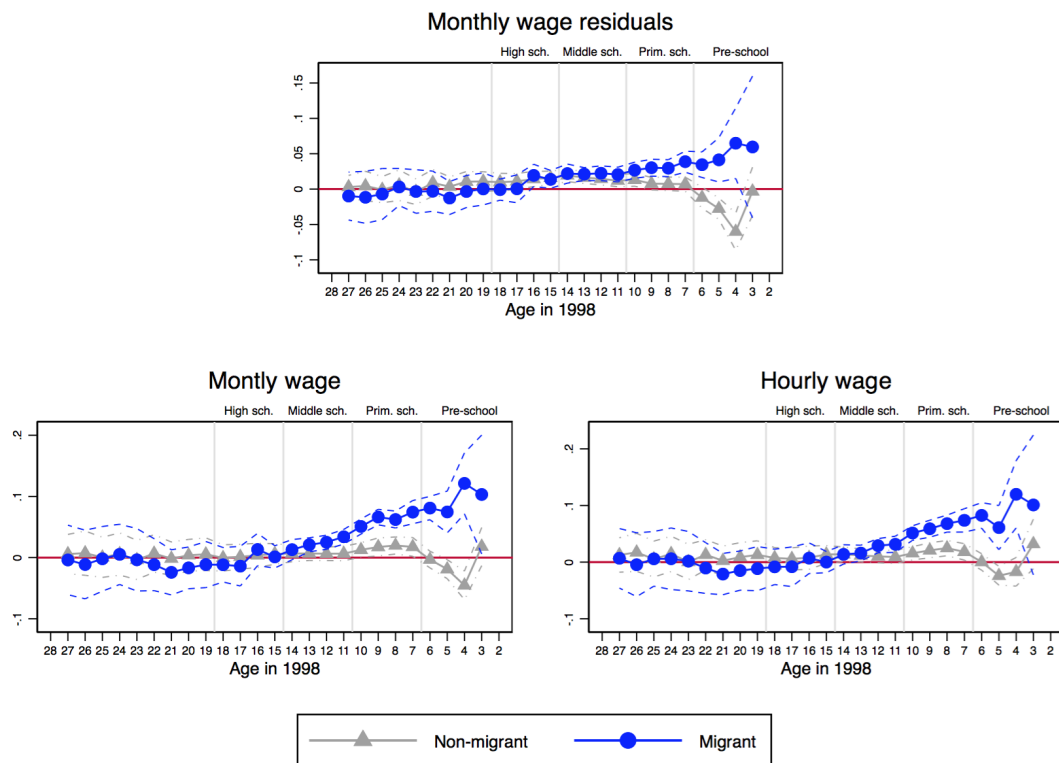 Monthly wage residuals
High sch. Middle sch. Prim. sch. Pre-school
.15
.1
.05
0
-.05
-.1
28 27 26 25 24 23 22 21 20 19 18 17 16 15 14 13 12 11 10 9 8 7 6 5 4 3 2
Age in 1998
Montly wage
High sch. Middle sch. Prim. sch. Pre-school
.2
.1
0
-.1
28 27 26 25 24 23 22 21 20 19 18 17 16 15 14 13 12 11 10 9 8 7 6 5 4 3 2
Age in 1998
Hourly wage
High sch. Middle sch. Prim. sch. Pre-school
.2
.1
0
-.1
28 27 26 25 24 23 22 21 20 19 18 17 16 15 14 13 12 11 10 9 8 7 6 5 4 3 2
Age in 1998
Non-migrant Migrant